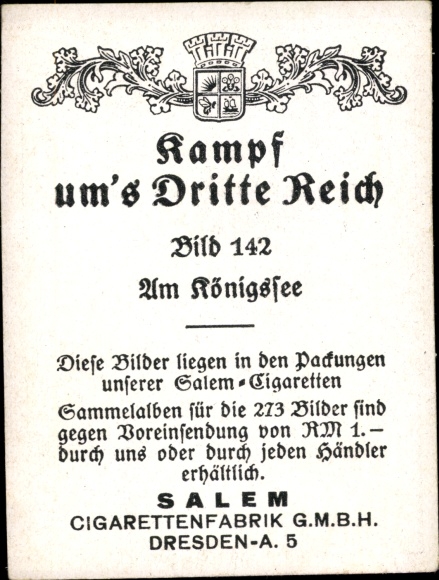 Kampf
um's Dritte Reich
Bild 142
Am Königssee
Diese Bilder liegen in den Packungen
unserer Salem-Cigaretten
Sammelalben für die 273 Bilder sind
gegen Voreinsendung von RM 1.—
durch uns oder durch jeden Händler
erhältlich.
SALEM
CIGARETTENFABRIK G.M.B.H.
DRESDEN-A. 5